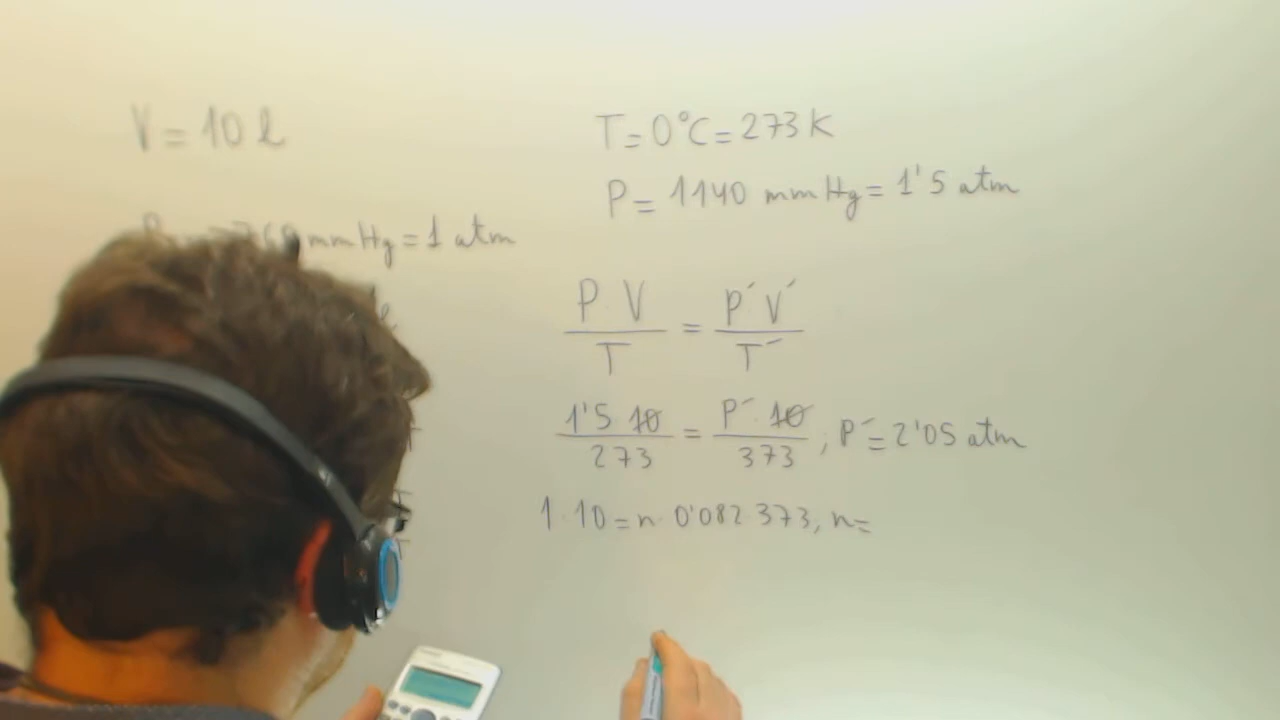 V = 10 l
mmHg = 1 atm
T = 0°C = 273 K
P = 1140 mmHg = 1'5 atm
P · V / T = P´ V´ / T´
1'5 10 / 273 = P´ · 10 / 373 , P´ = 2'05 atm
1 · 10 = n · 0'082 · 373, n =